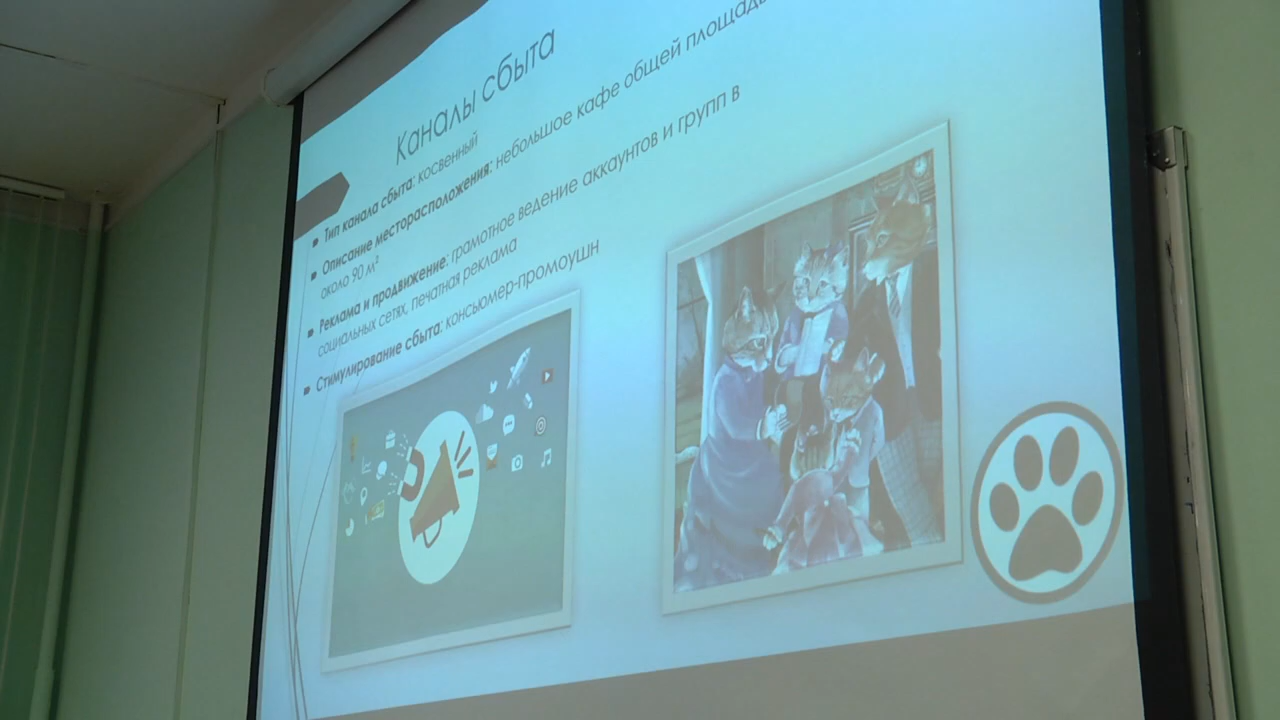 Каналы сбыта
Тип канала сбыта: косвенный
Описание месторасположения: небольшое кафе общей площадь
около 90 м²
Реклама и продвижение: грамотное ведение аккаунтов и групп в
социальных сетях, печатная реклама
Стимулирование сбыта: консьюмер-промоушн